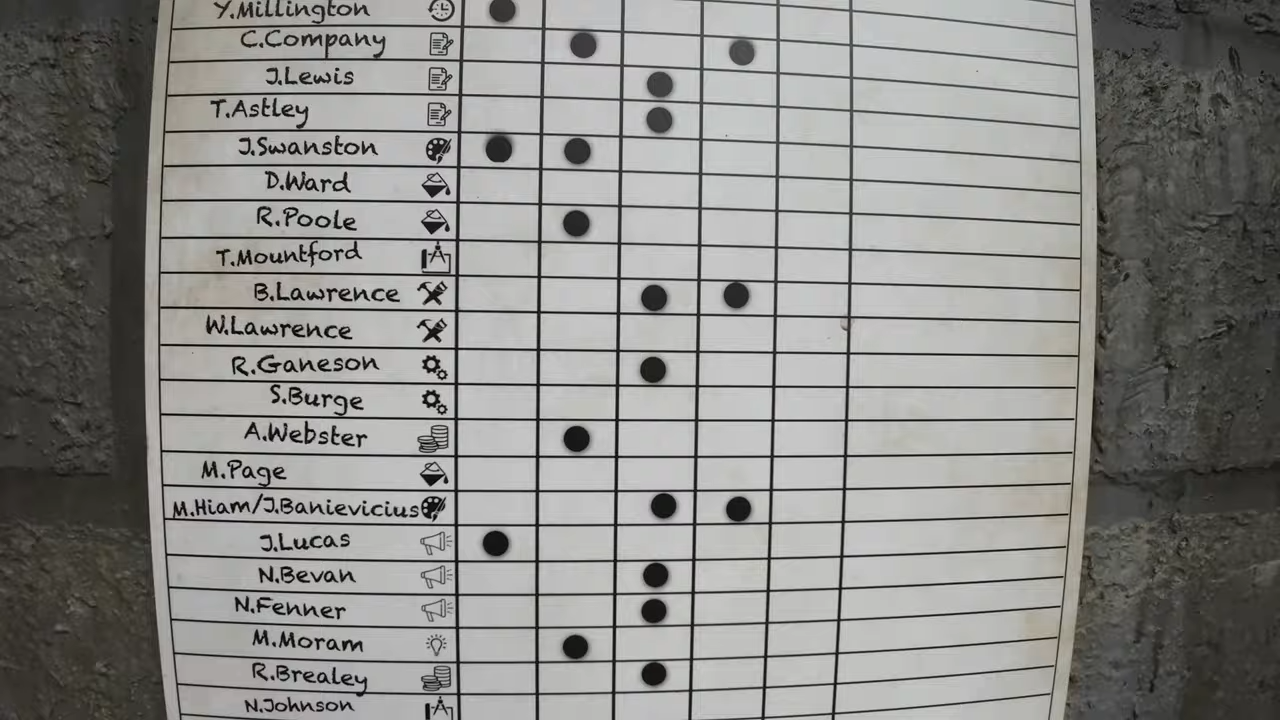 Y.Millington
C.Company
J.Lewis
T.Astley
J.Swanston
D.Ward
R.Poole
T.Mountford
B.Lawrence
W.Lawrence
R.Ganeson
S.Burge
A.Webster
M.Page
M.Hiam/J.Banievicius
J.Lucas
N.Bevan
N.Fenner
M.Moram
R.Brealey
N.Johnson